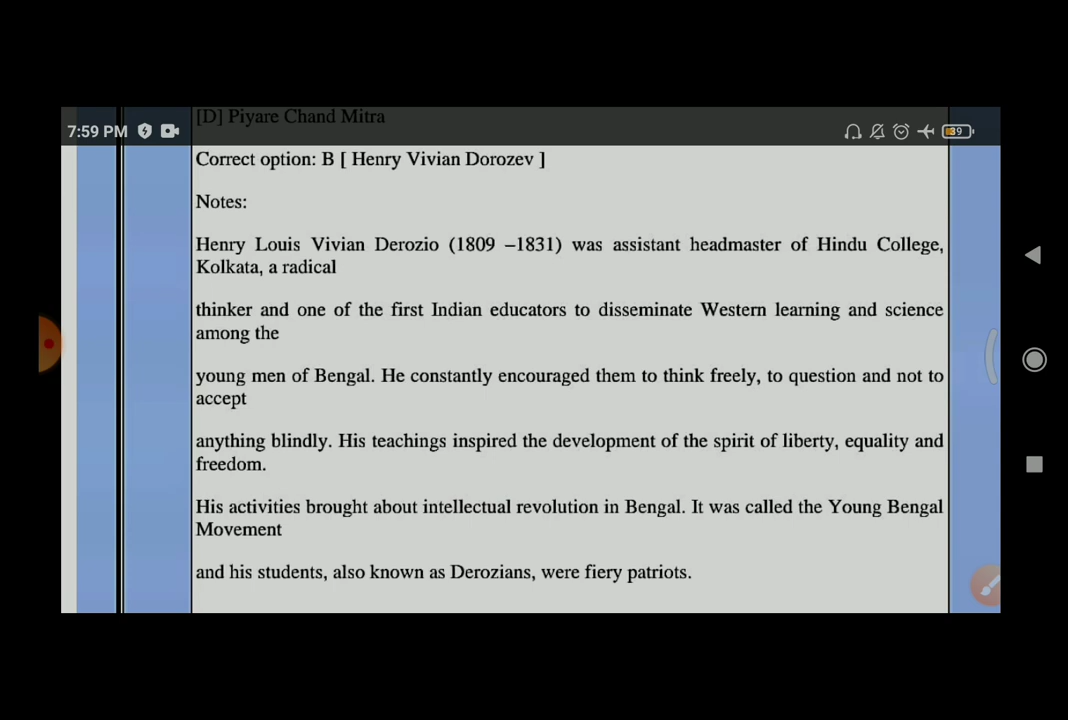 [D] Piyare Chand Mitra
7:59 PM
39
Correct option: B [ Henry Vivian Dorozev ]
Notes:
Henry Louis Vivian Derozio (1809 –1831) was assistant headmaster of Hindu College,
Kolkata, a radical
thinker and one of the first Indian educators to disseminate Western learning and science
among the
young men of Bengal. He constantly encouraged them to think freely, to question and not to
accept
anything blindly. His teachings inspired the development of the spirit of liberty, equality and
freedom.
His activities brought about intellectual revolution in Bengal. It was called the Young Bengal
Movement
and his students, also known as Derozians, were fiery patriots.